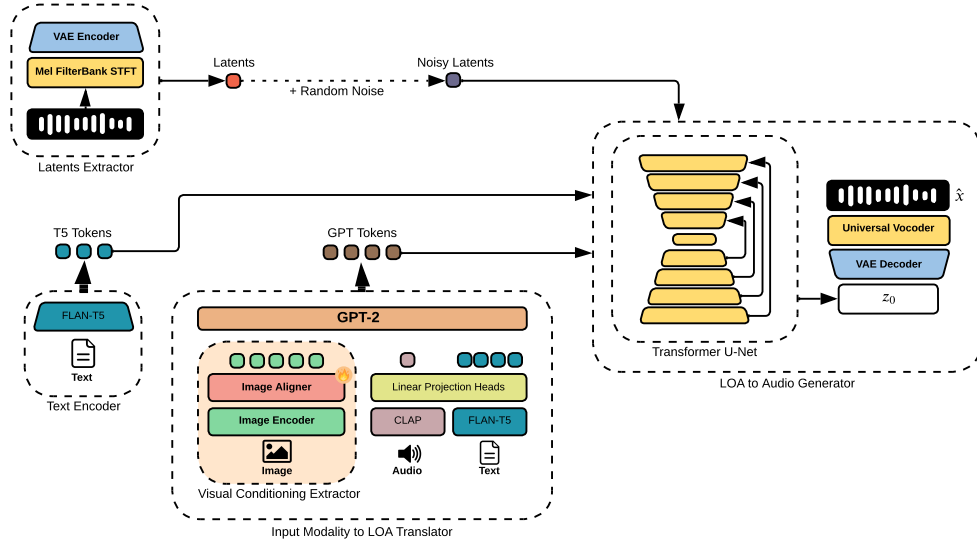 VAE Encoder
Mel FilterBank STFT
Latents Extractor
Latents
+ Random Noise
Noisy Latents
T5 Tokens
FLAN-T5
Text
Text Encoder
GPT Tokens
GPT-2
Image Aligner
Image Encoder
Image
Visual Conditioning Extractor
Linear Projection Heads
CLAP
FLAN-T5
Audio
Text
Input Modality to LOA Translator
Transformer U-Net
x̂
Universal Vocoder
VAE Decoder
z₀
LOA to Audio Generator